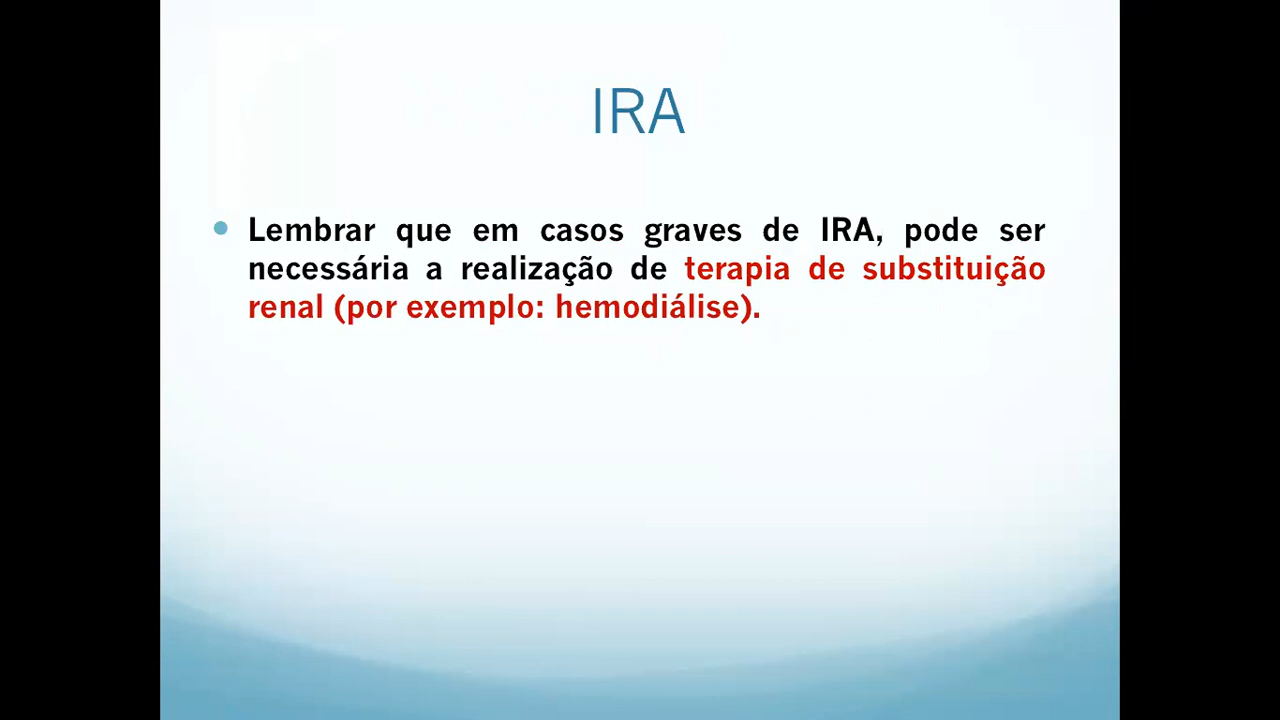 IRA
Lembrar que em casos graves de IRA, pode ser
necessária a realização de terapia de substituição
renal (por exemplo: hemodiálise).